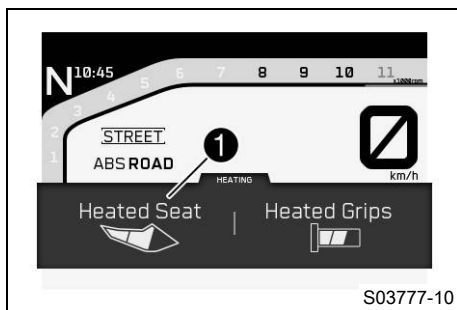 N 10:45
1 2 3 4 5 6 7 8 9 10 11
x1000rpm
STREET
ABS ROAD
1
0
km/h
HEATING
Heated Seat | Heated Grips
S03777-10